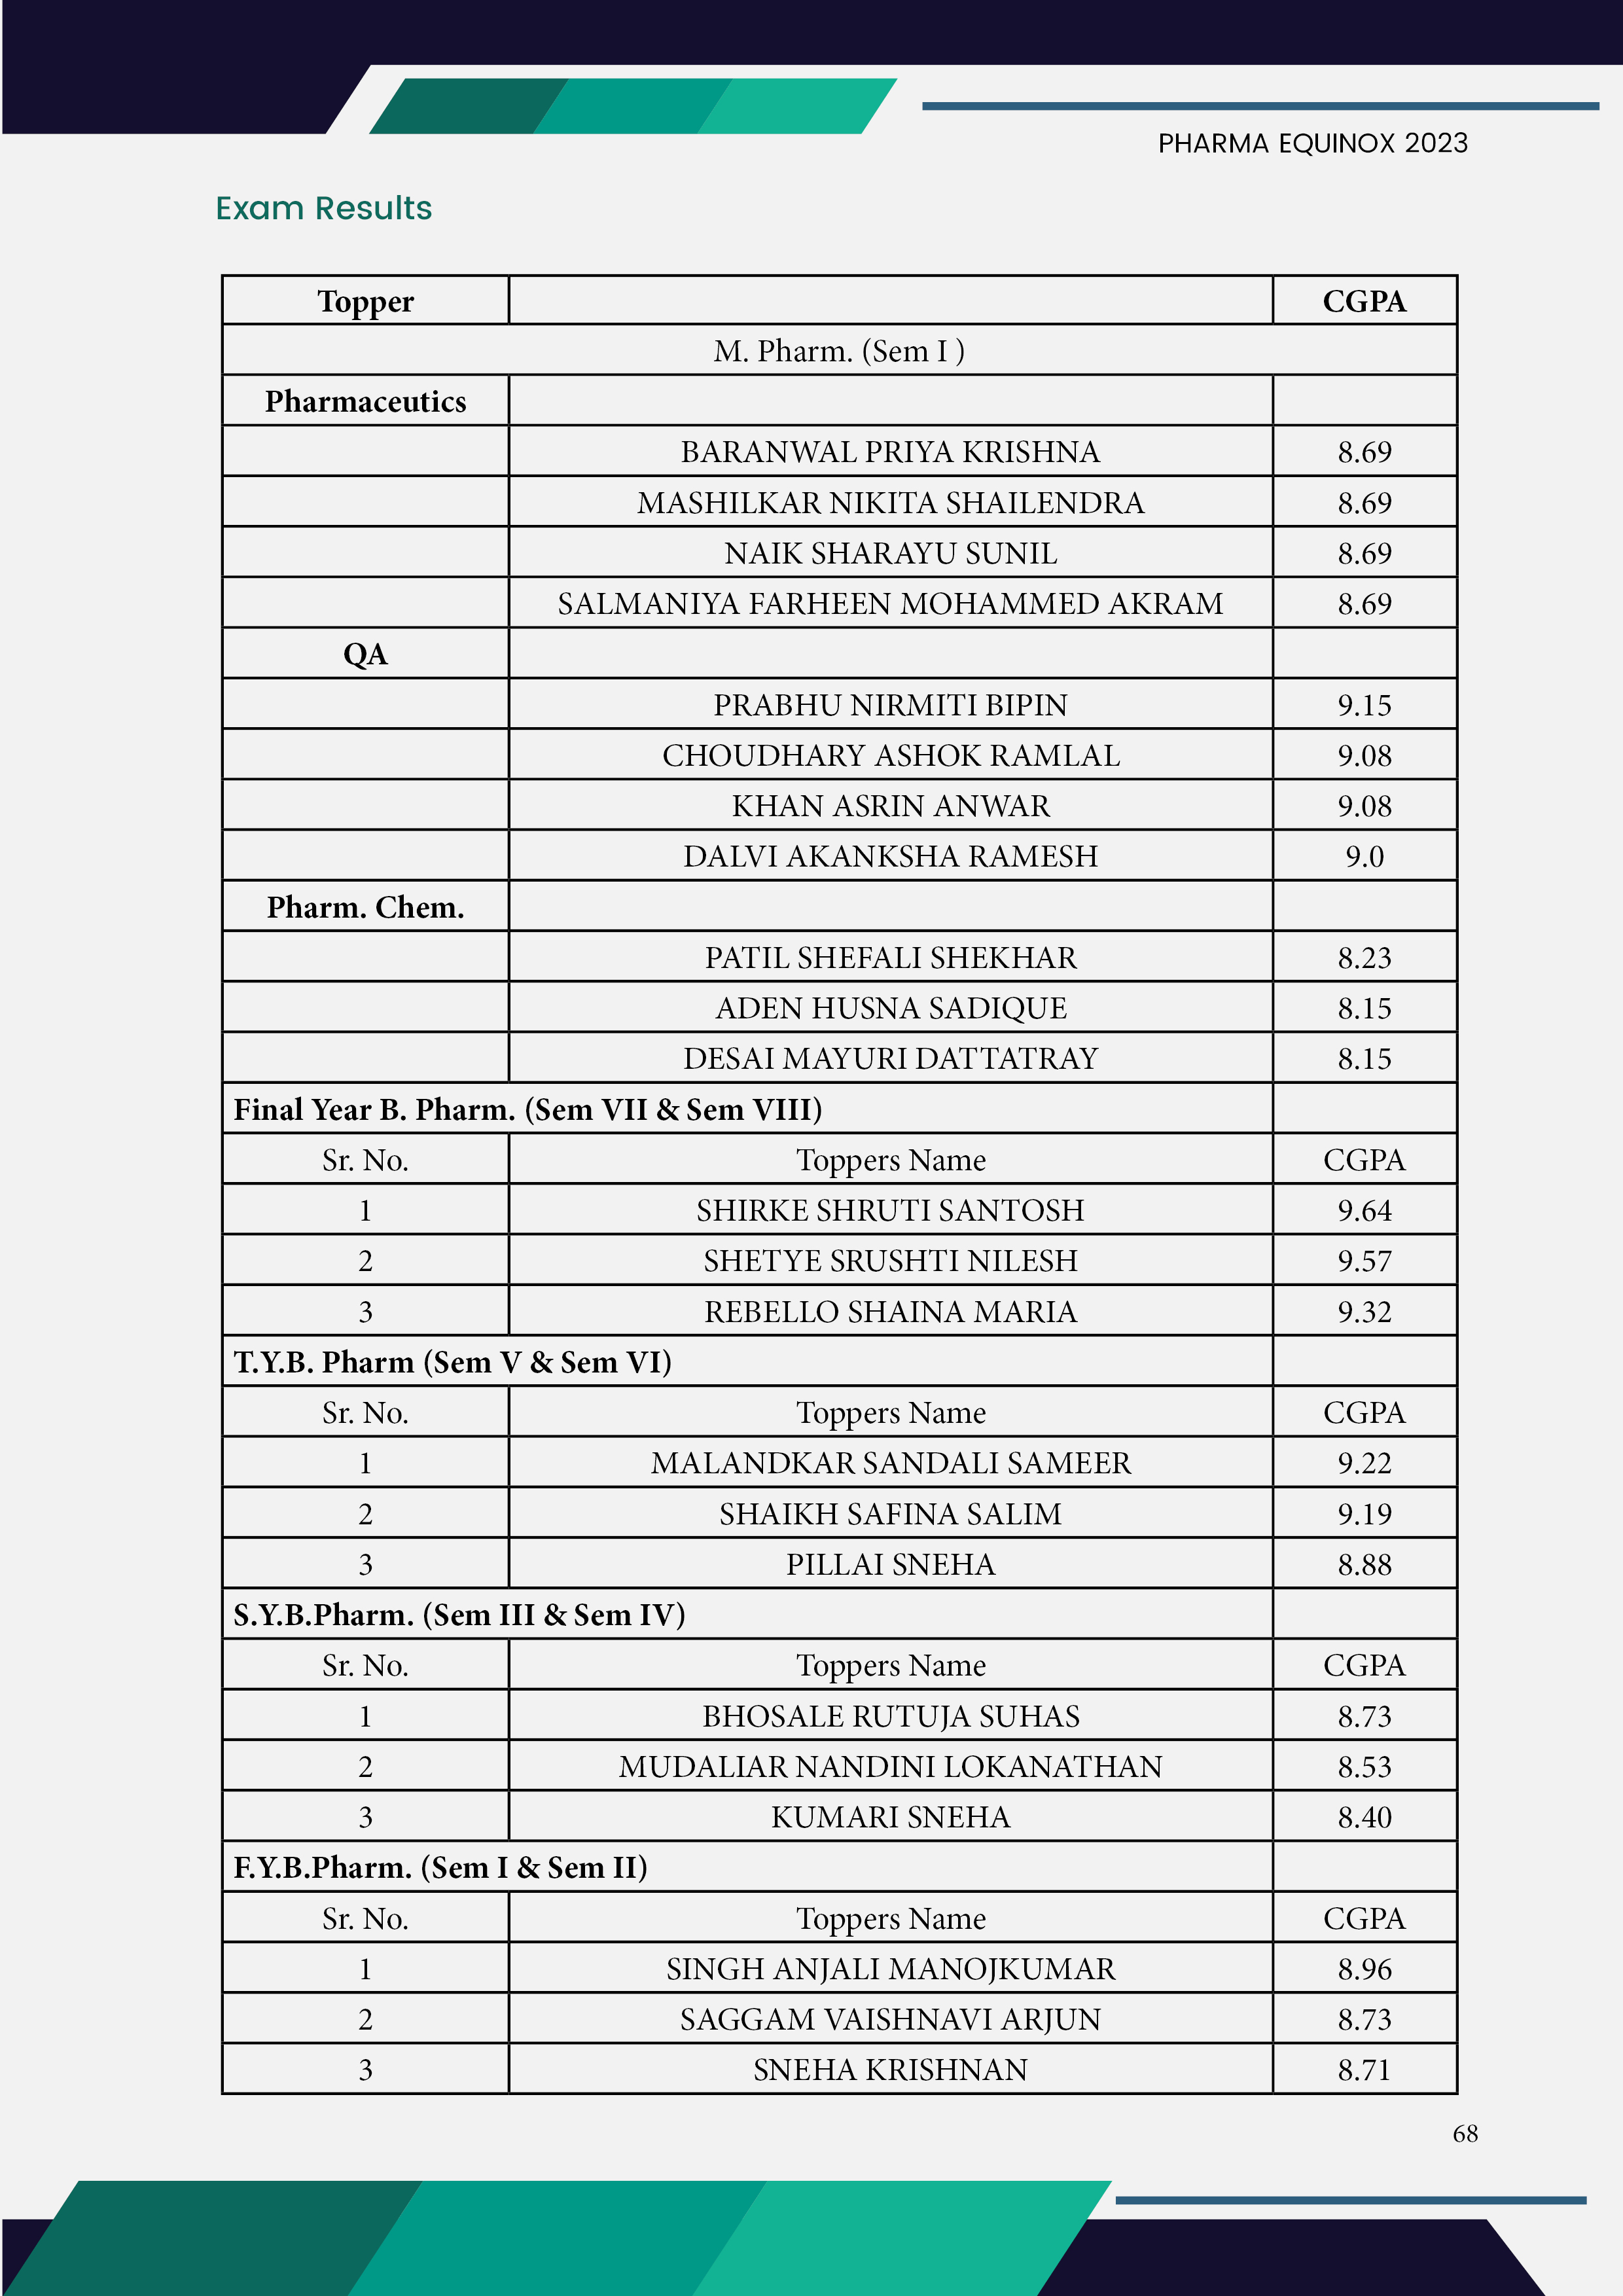 PHARMA EQUINOX 2023
Exam Results
Topper CGPA
M. Pharm. (Sem I )
Pharmaceutics
BARANWAL PRIYA KRISHNA 8.69
MASHILKAR NIKITA SHAILENDRA 8.69
NAIK SHARAYU SUNIL 8.69
SALMANIYA FARHEEN MOHAMMED AKRAM 8.69
QA
PRABHU NIRMITI BIPIN 9.15
CHOUDHARY ASHOK RAMLAL 9.08
KHAN ASRIN ANWAR 9.08
DALVI AKANKSHA RAMESH 9.0
Pharm. Chem.
PATIL SHEFALI SHEKHAR 8.23
ADEN HUSNA SADIQUE 8.15
DESAI MAYURI DATTATRAY 8.15
Final Year B. Pharm. (Sem VII & Sem VIII)
Sr. No. Toppers Name CGPA
1 SHIRKE SHRUTI SANTOSH 9.64
2 SHETYE SRUSHTI NILESH 9.57
3 REBELLO SHAINA MARIA 9.32
T.Y.B. Pharm (Sem V & Sem VI)
Sr. No. Toppers Name CGPA
1 MALANDKAR SANDALI SAMEER 9.22
2 SHAIKH SAFINA SALIM 9.19
3 PILLAI SNEHA 8.88
S.Y.B.Pharm. (Sem III & Sem IV)
Sr. No. Toppers Name CGPA
1 BHOSALE RUTUJA SUHAS 8.73
2 MUDALIAR NANDINI LOKANATHAN 8.53
3 KUMARI SNEHA 8.40
F.Y.B.Pharm. (Sem I & Sem II)
Sr. No. Toppers Name CGPA
1 SINGH ANJALI MANOJKUMAR 8.96
2 SAGGAM VAISHNAVI ARJUN 8.73
3 SNEHA KRISHNAN 8.71
68